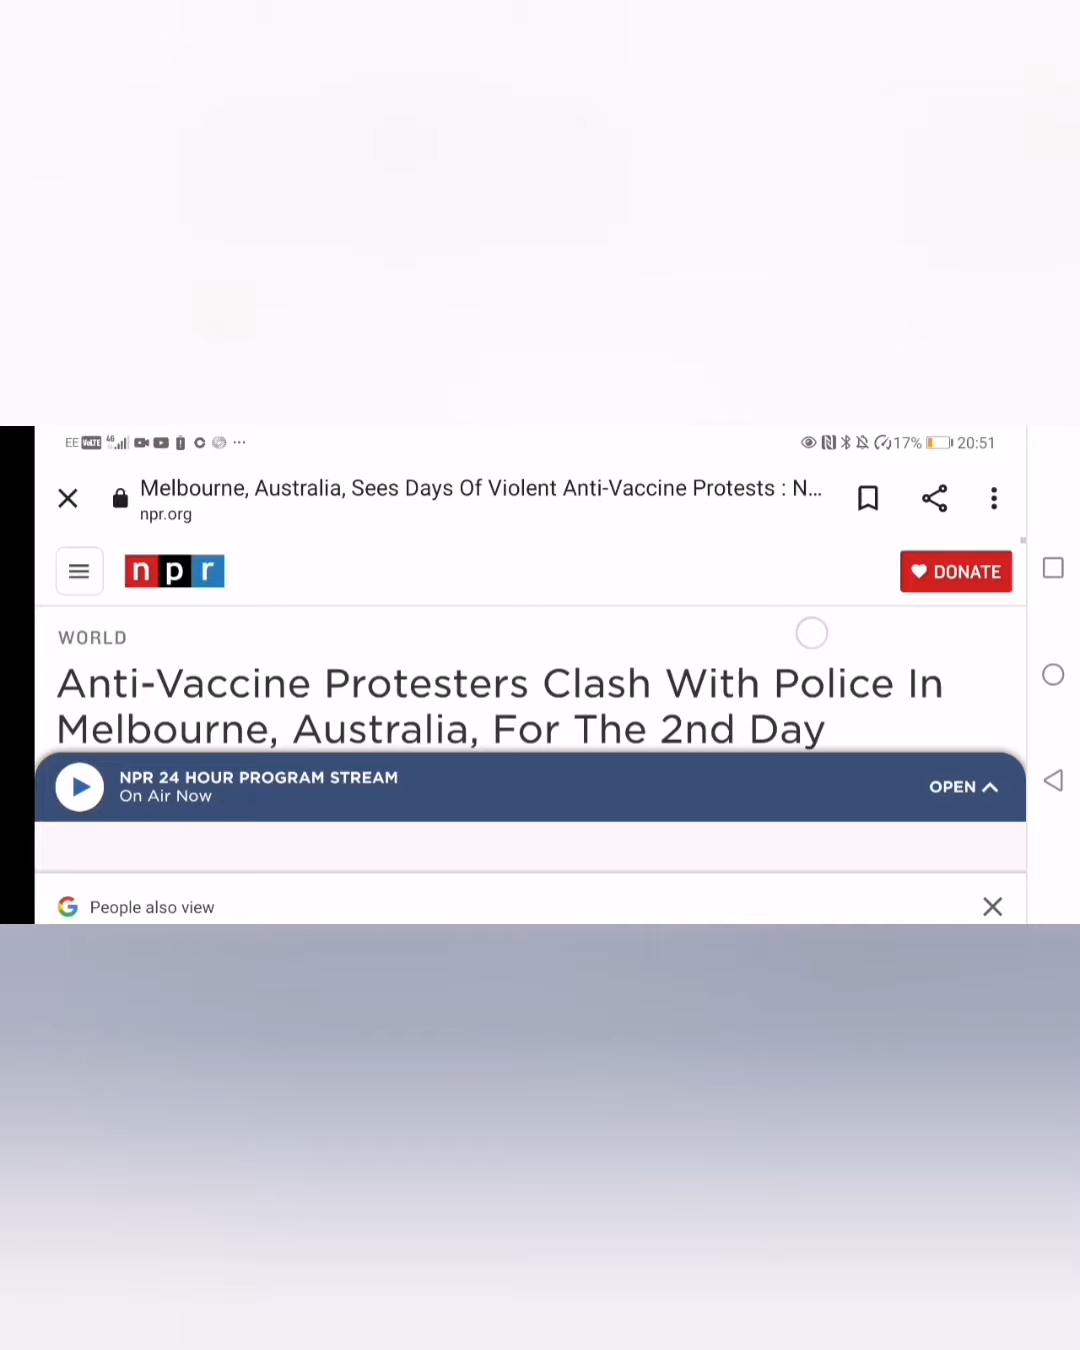 EE VoLTE 4G 17% 20:51
Melbourne, Australia, Sees Days Of Violent Anti-Vaccine Protests : N...
npr.org
npr
DONATE
WORLD
Anti-Vaccine Protesters Clash With Police In
Melbourne, Australia, For The 2nd Day
NPR 24 HOUR PROGRAM STREAM
On Air Now
OPEN
People also view